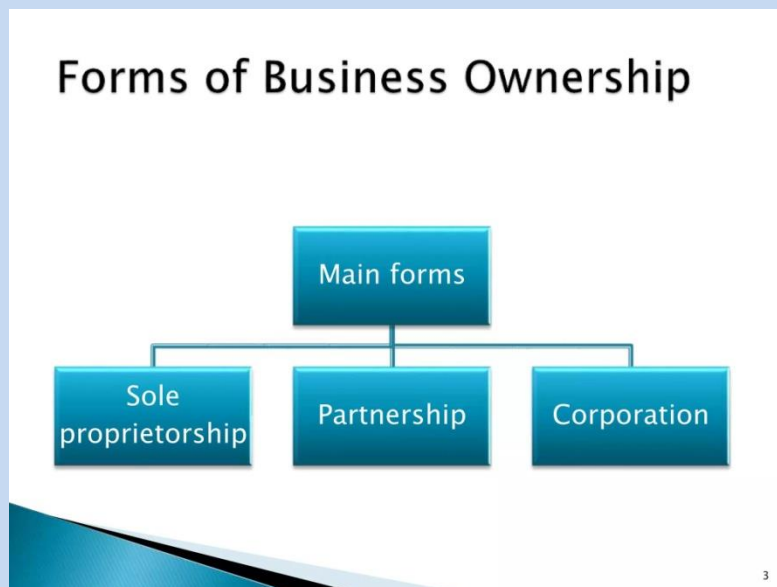 Forms of Business Ownership
Main forms
Sole
proprietorship
Partnership
Corporation
3